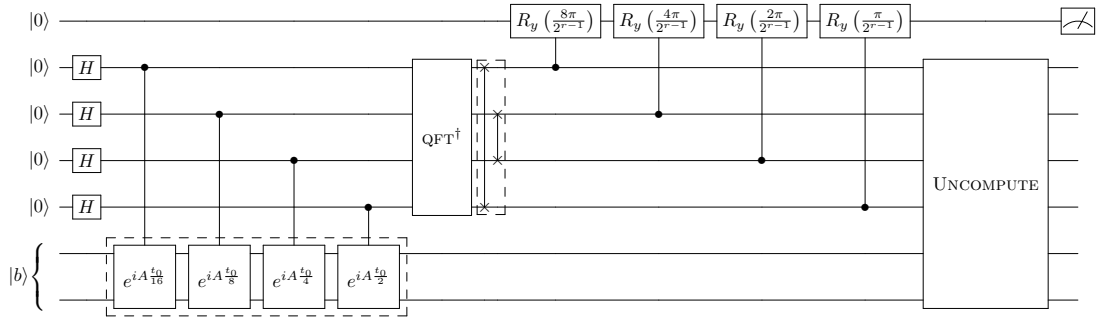 |0⟩ R_y(8π/2^{r−1}) R_y(4π/2^{r−1}) R_y(2π/2^{r−1}) R_y(π/2^{r−1})
|0⟩ H
|0⟩ H
QFT†
|0⟩ H
UNCOMPUTE
|0⟩ H
|b⟩ e^{iA t_0/16} e^{iA t_0/8} e^{iA t_0/4} e^{iA t_0/2}